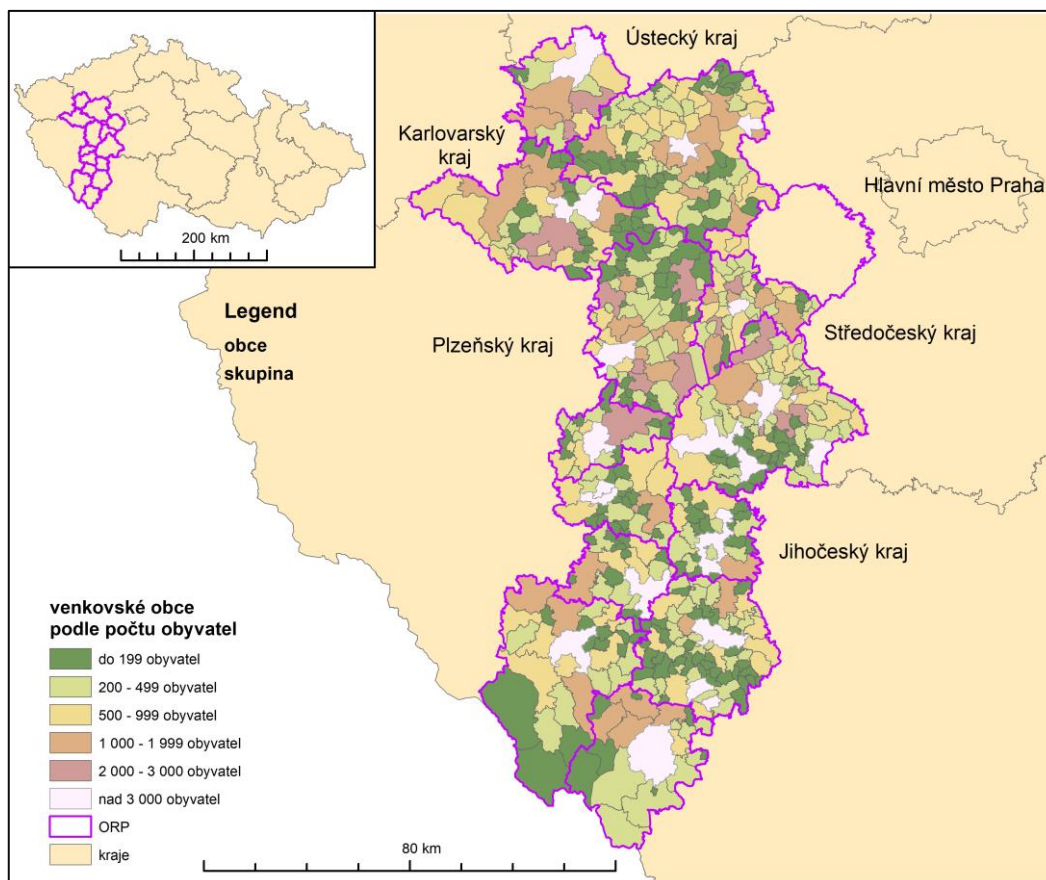 200 km
Ústecký kraj
Karlovarský
kraj
Hlavní město Praha
Legend
obce
skupina
Plzeňský kraj
Středočeský kraj
Jihočeský kraj
venkovské obce
podle počtu obyvatel
do 199 obyvatel
200 - 499 obyvatel
500 - 999 obyvatel
1 000 - 1 999 obyvatel
2 000 - 3 000 obyvatel
nad 3 000 obyvatel
ORP
kraje
80 km